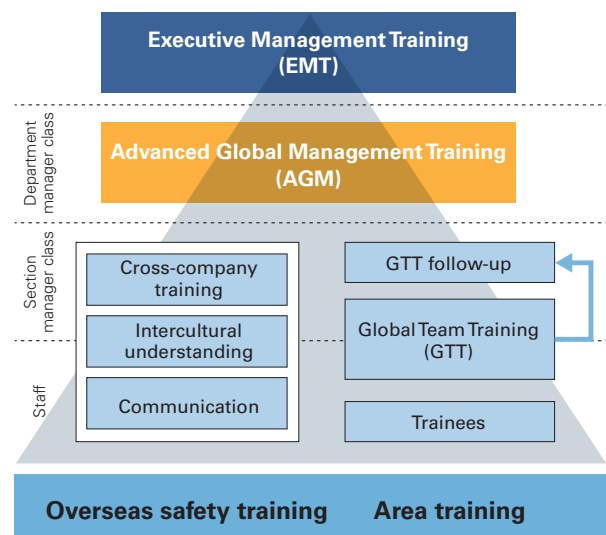 Executive Management Training
(EMT)
Department
manager class
Advanced Global Management Training
(AGM)
Section
manager class
Cross-company
training
GTT follow-up
Intercultural
understanding
Global Team Training
(GTT)
Staff
Communication
Trainees
Overseas safety training
Area training